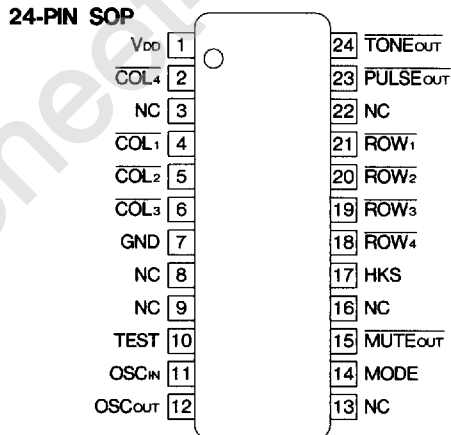 24-PIN SOP
VDD 1 24 TONEOUT
COL4 2 23 PULSEOUT
NC 3 22 NC
COL1 4 21 ROW1
COL2 5 20 ROW2
COL3 6 19 ROW3
GND 7 18 ROW4
NC 8 17 HKS
NC 9 16 NC
TEST 10 15 MUTEOUT
OSCIN 11 14 MODE
OSCOUT 12 13 NC